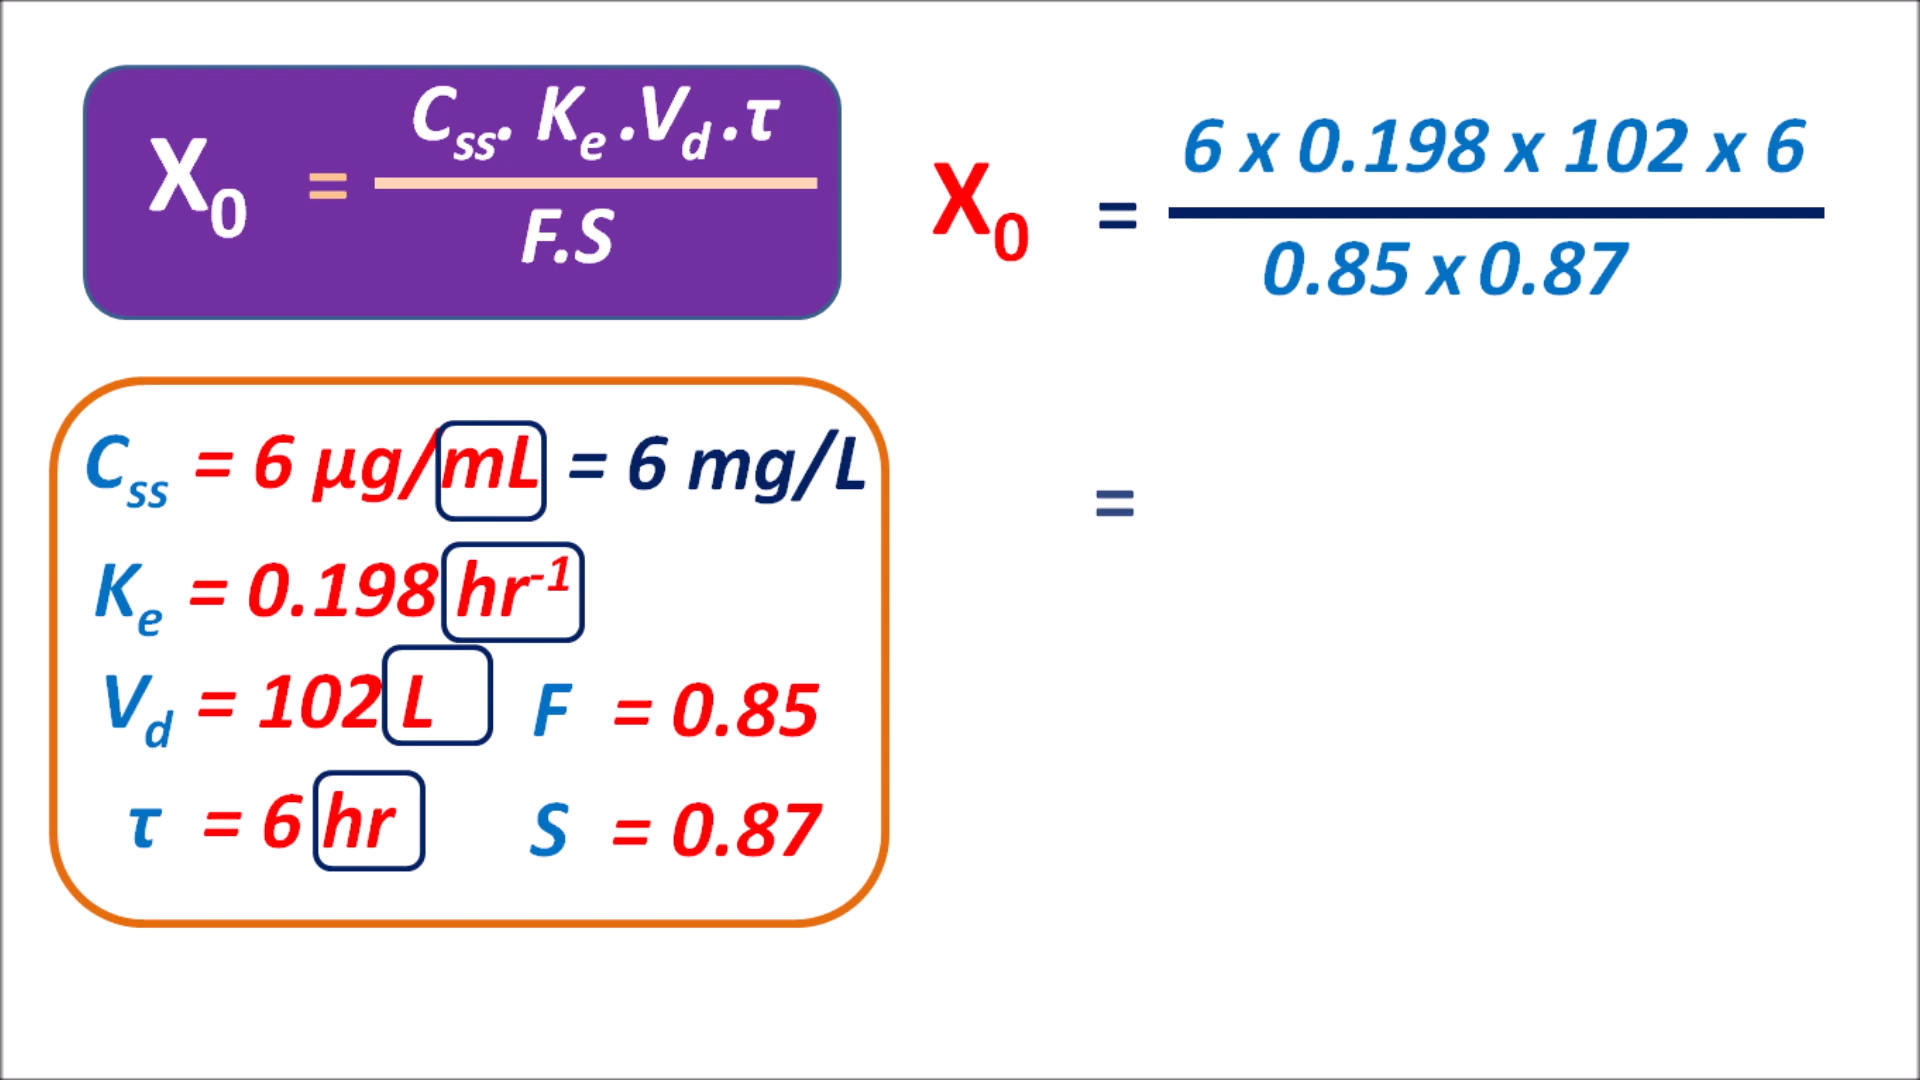 X₀ = Css. Ke .Vd .τ
F.S
X₀ = 6 x 0.198 x 102 x 6
0.85 x 0.87
=
Css = 6 µg/mL = 6 mg/L
Ke = 0.198 hr⁻¹
Vd = 102 L F = 0.85
τ = 6 hr S = 0.87